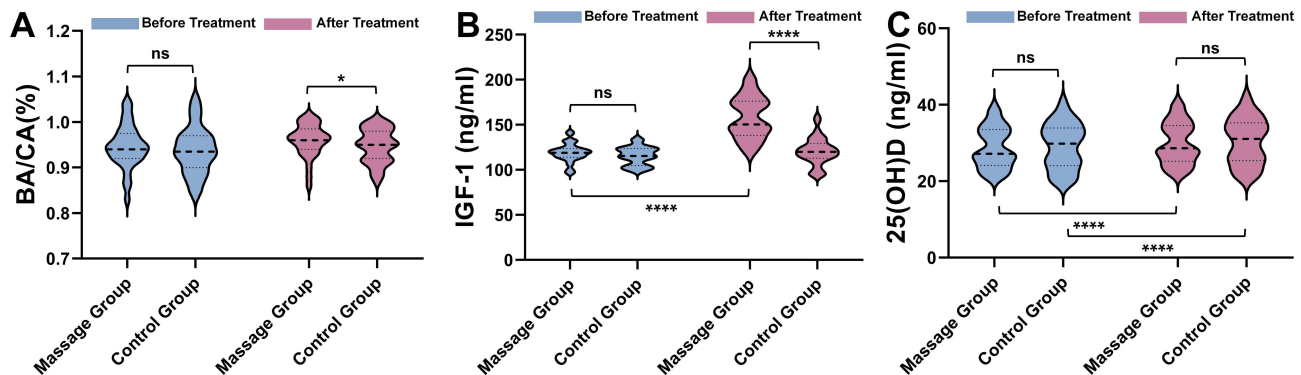 A
Before Treatment
After Treatment
BA/CA(%)
1.2
1.1
1.0
0.9
0.8
0.7
ns
*
Massage Group
Control Group
Massage Group
Control Group
B
Before Treatment
After Treatment
IGF-1 (ng/ml)
250
200
150
100
50
0
ns
****
****
Massage Group
Control Group
Massage Group
Control Group
C
Before Treatment
After Treatment
25(OH)D (ng/ml)
60
40
20
0
ns
ns
****
****
Massage Group
Control Group
Massage Group
Control Group